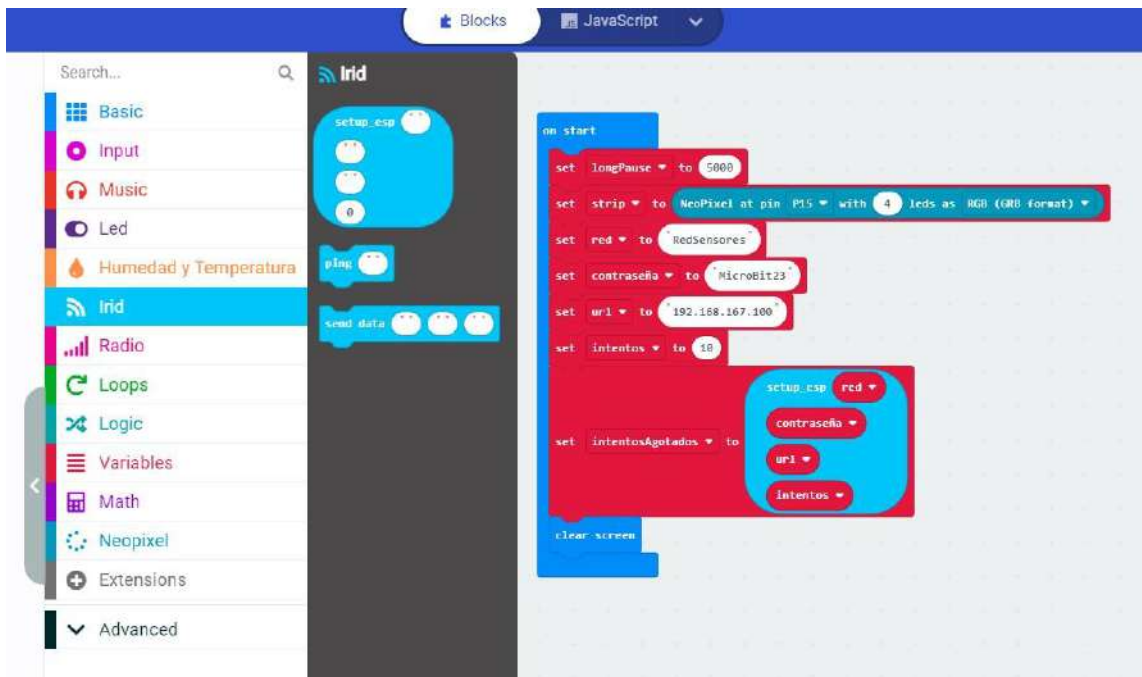 Blocks JavaScript
Search...
Basic
Input
Music
Led
Humedad y Temperatura
Irid
Radio
Loops
Logic
Variables
Math
Neopixel
Extensions
Advanced
Irid
setup_esp
0
ping
send data
on start
set longPause to 5000
set strip to NeoPixel at pin P15 with 4 leds as RGB (GRB format)
set red to "RedSensores"
set contraseña to "MicroBit23"
set url to "192.168.167.100"
set intentos to 10
set intentosAgotados to
setup_esp red
contraseña
url
intentos
clear screen